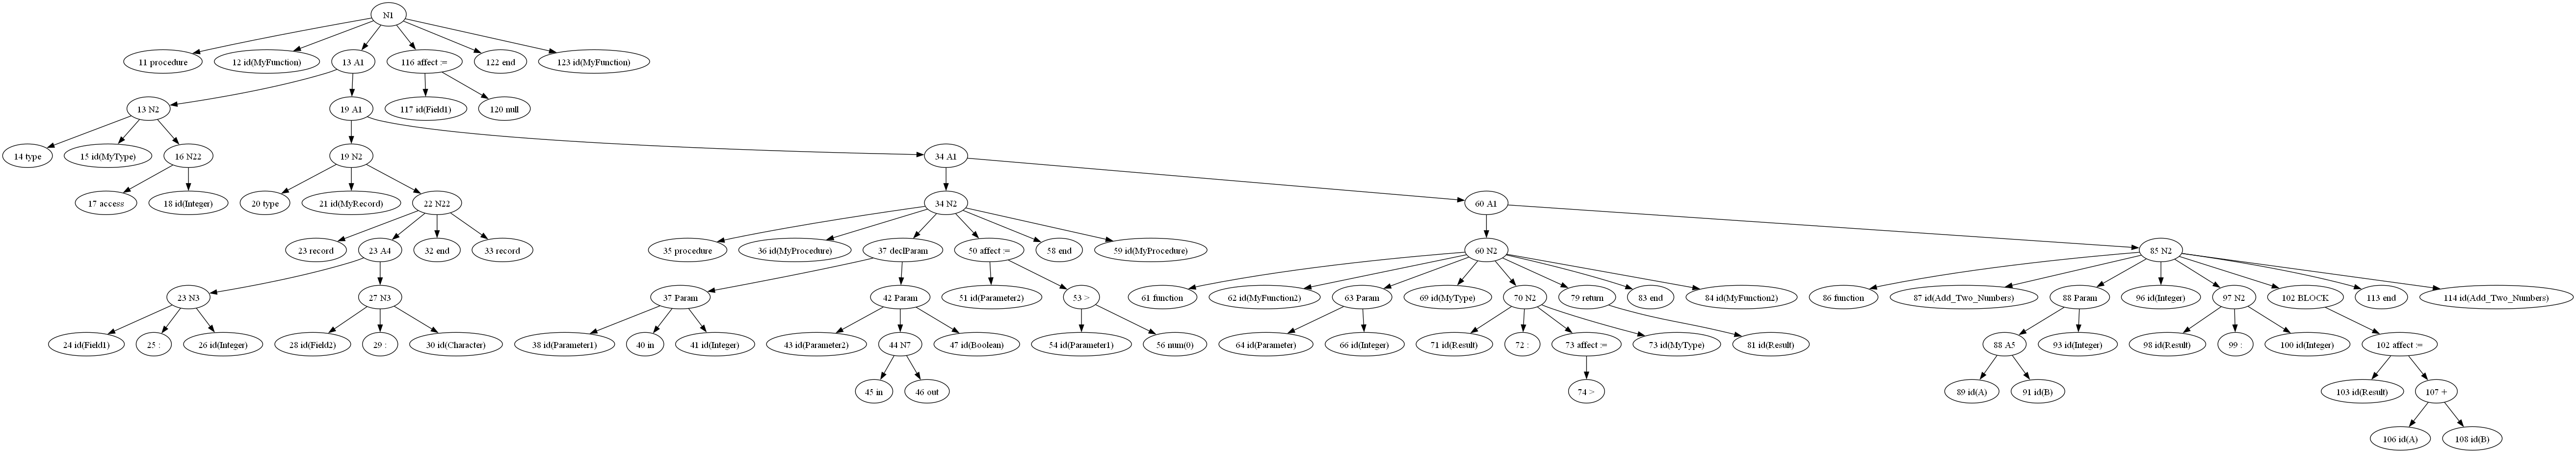 N1
11 procedure
12 id(MyFunction)
13 A1
116 affect :=
122 end
123 id(MyFunction)
13 N2
19 A1
117 id(Field1)
120 null
14 type
15 id(MyType)
16 N22
19 N2
34 A1
17 access
18 id(Integer)
20 type
21 id(MyRecord)
22 N22
34 N2
60 A1
23 record
23 A4
32 end
33 record
35 procedure
36 id(MyProcedure)
37 declParam
50 affect :=
58 end
59 id(MyProcedure)
60 N2
85 N2
23 N3
27 N3
37 Param
42 Param
51 id(Parameter2)
53 >
61 function
62 id(MyFunction2)
63 Param
69 id(MyType)
70 N2
79 return
83 end
84 id(MyFunction2)
86 function
87 id(Add_Two_Numbers)
88 Param
96 id(Integer)
97 N2
102 BLOCK
113 end
114 id(Add_Two_Numbers)
24 id(Field1)
25 :
26 id(Integer)
28 id(Field2)
29 :
30 id(Character)
38 id(Parameter1)
40 in
41 id(Integer)
43 id(Parameter2)
44 N7
47 id(Boolean)
54 id(Parameter1)
56 num(0)
64 id(Parameter)
66 id(Integer)
71 id(Result)
72 :
73 affect :=
73 id(MyType)
81 id(Result)
88 A5
93 id(Integer)
98 id(Result)
99 :
100 id(Integer)
102 affect :=
45 in
46 out
74 >
89 id(A)
91 id(B)
103 id(Result)
107 +
106 id(A)
108 id(B)